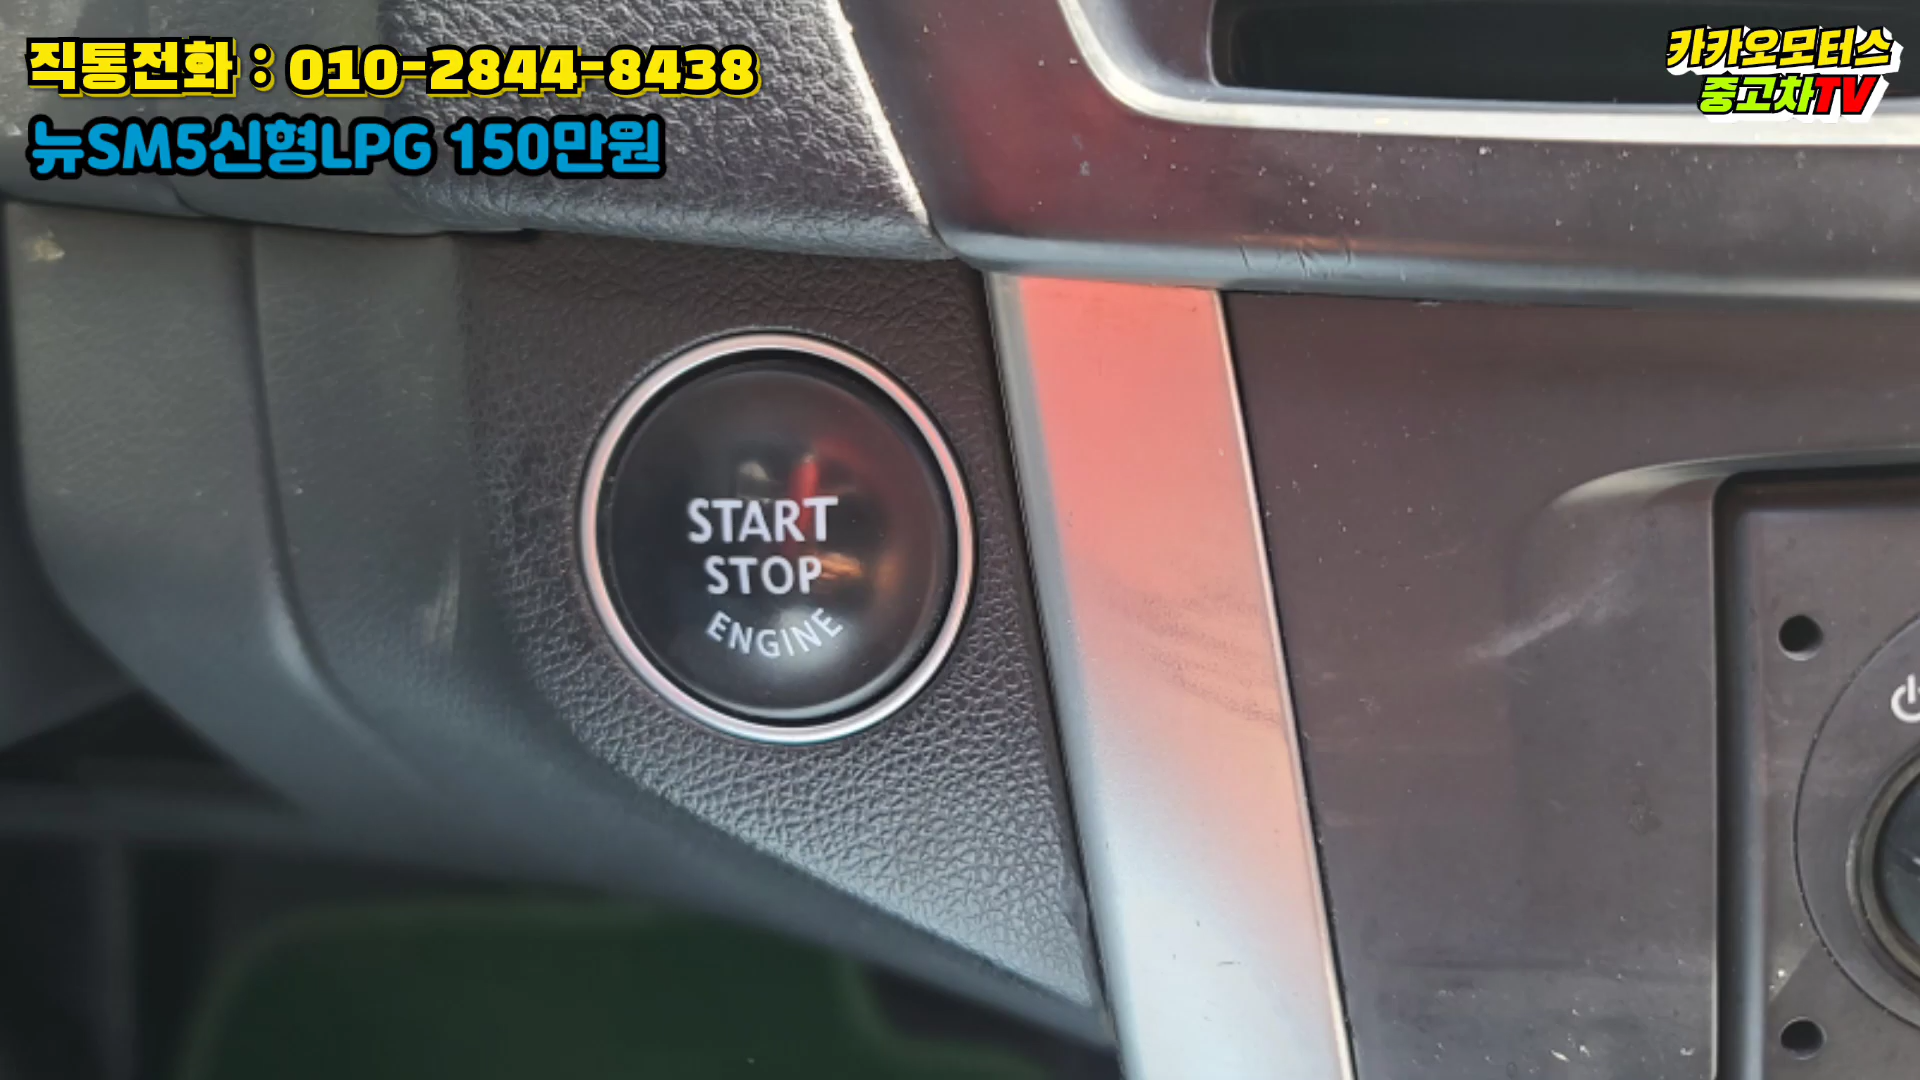 직통전화 : 010-2844-8438
뉴SM5신형LPG 150만원
카카오모터스
중고차TV
START
STOP
ENGINE